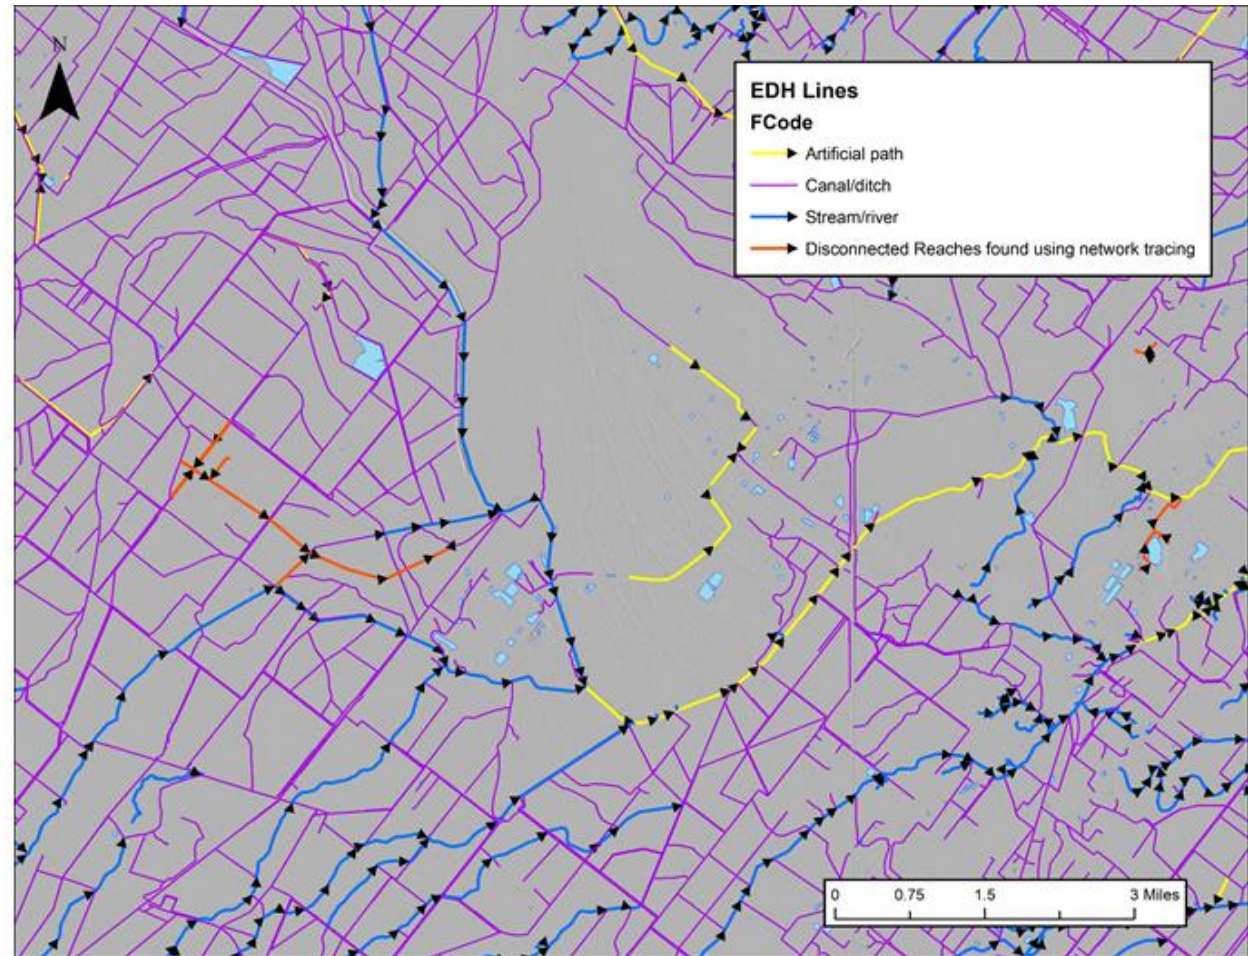 N
EDH Lines
FCode
Artificial path
Canal/ditch
Stream/river
Disconnected Reaches found using network tracing
0 0.75 1.5 3 Miles